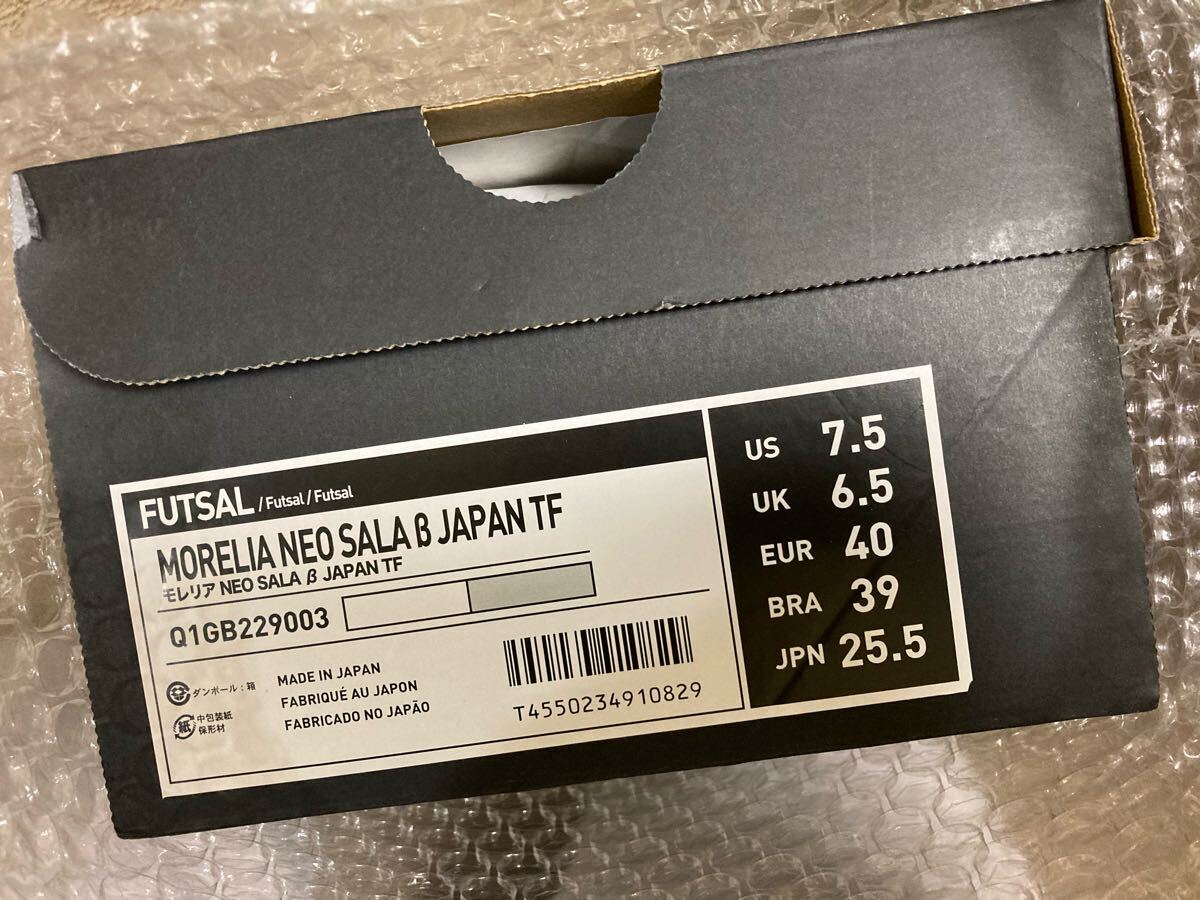 FUTSAL / Futsal / Futsal
MORELIA NEO SALA β JAPAN TF
モレリア NEO SALA β JAPAN TF
Q1GB229003
ダンボール:箱
紙
中包装紙
保形材
MADE IN JAPAN
FABRIQUÉ AU JAPON
FABRICADO NO JAPÃO
T4550234910829
US 7.5
UK 6.5
EUR 40
BRA 39
JPN 25.5